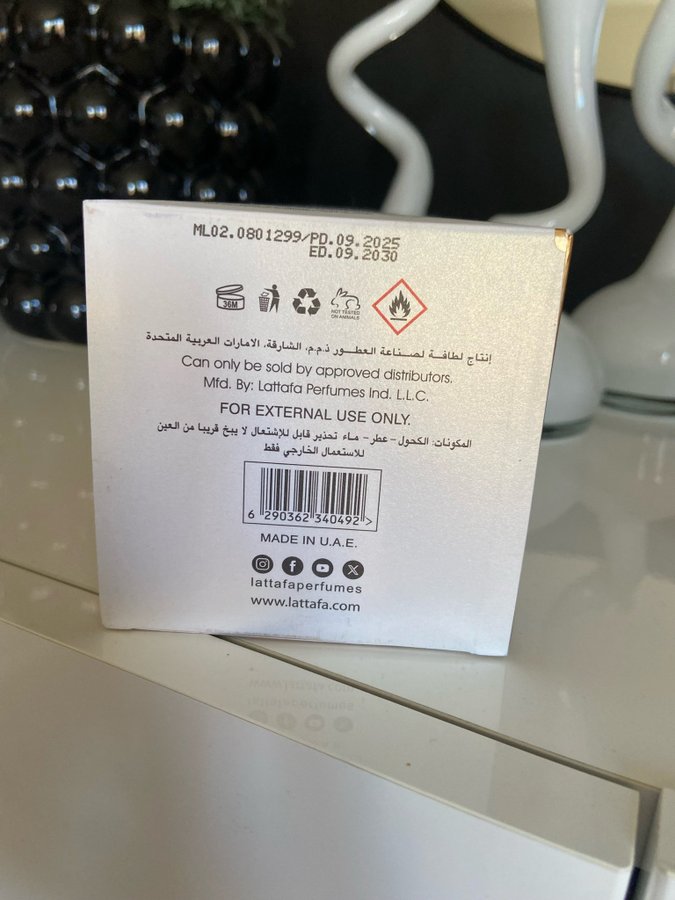 ML02.0801299/PD.09.2025
ED.09.2030
36M
NOT TESTED
ON ANIMALS
إنتاج لطافة لصناعة العطور ذ.م.م. الشارقة، الامارات العربية المتحدة
Can only be sold by approved distributors.
Mfd. By: Lattafa Perfumes Ind. L.L.C.
FOR EXTERNAL USE ONLY.
المكونات: الكحول - عطر - ماء تحذير قابل للإشتعال لا يبخ قريبا من العين
للاستعمال الخارجي فقط
6 290362 340492 >
MADE IN U.A.E.
lattafaperfumes
www.lattafa.com